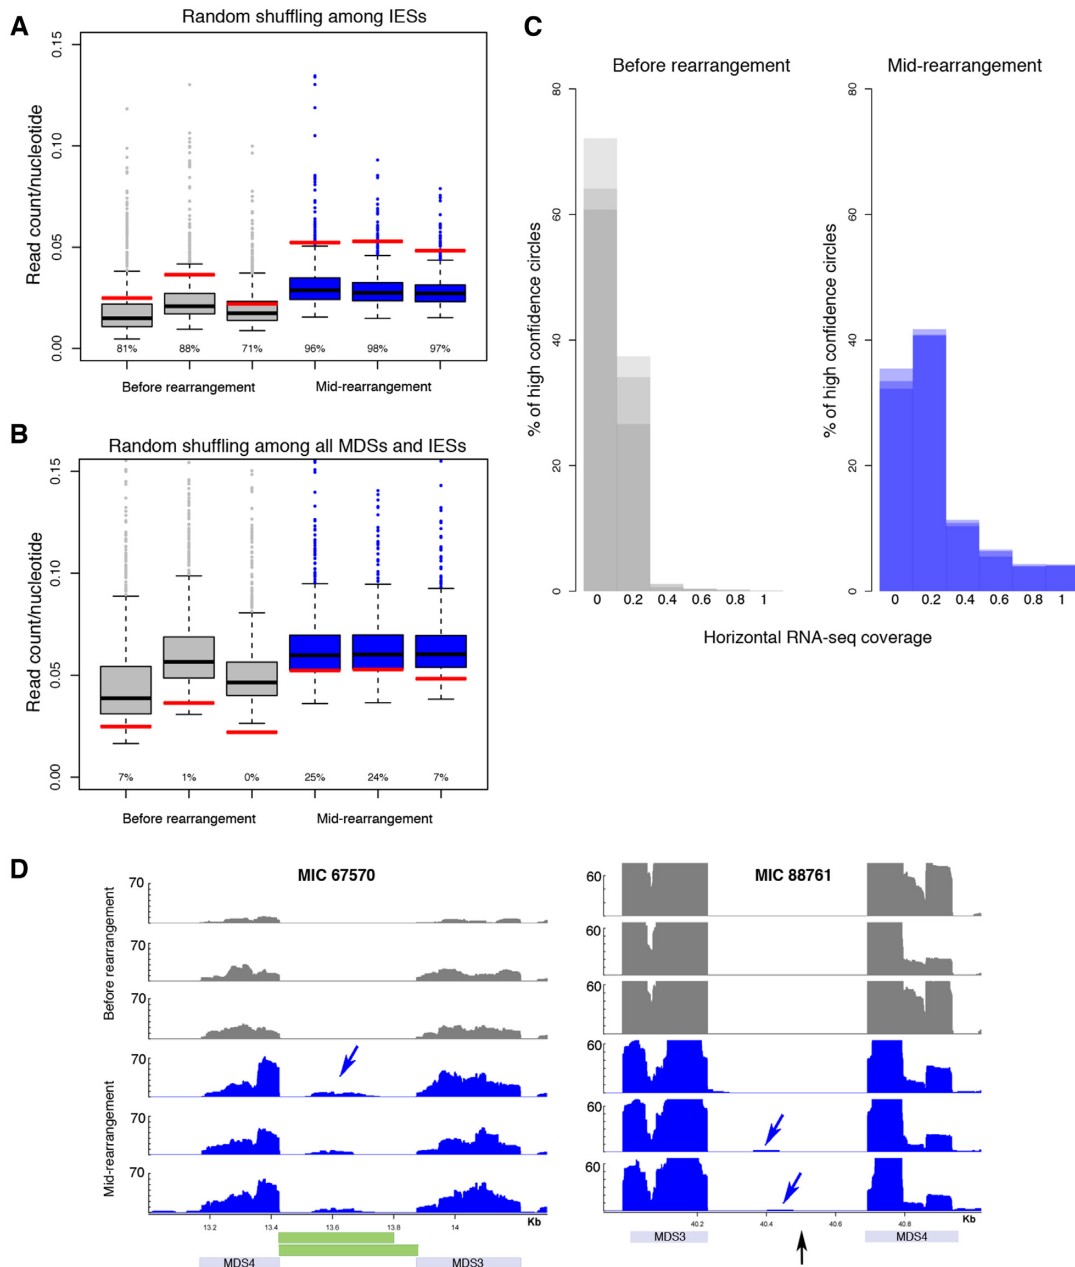 A
Random shuffling among IESs
Read count/nucleotide
0.15
0.10
0.05
0.00
81% 88% 71% 96% 98% 97%
Before rearrangement Mid-rearrangement
B
Random shuffling among all MDSs and IESs
Read count/nucleotide
0.15
0.10
0.05
0.00
7% 1% 0% 25% 24% 7%
Before rearrangement Mid-rearrangement
C
Before rearrangement Mid-rearrangement
% of high confidence circles
80
60
40
20
0
0 0.2 0.4 0.6 0.8 1
% of high confidence circles
80
60
40
20
0
0 0.2 0.4 0.6 0.8 1
Horizontal RNA-seq coverage
D
MIC 67570
Before rearrangement
Mid-rearrangement
70
70
70
70
70
70
13.2 13.4 13.6 13.8 14 Kb
MDS4 MDS3
MIC 88761
60
60
60
60
60
60
40.2 40.4 40.6 40.8 Kb
MDS3 MDS4